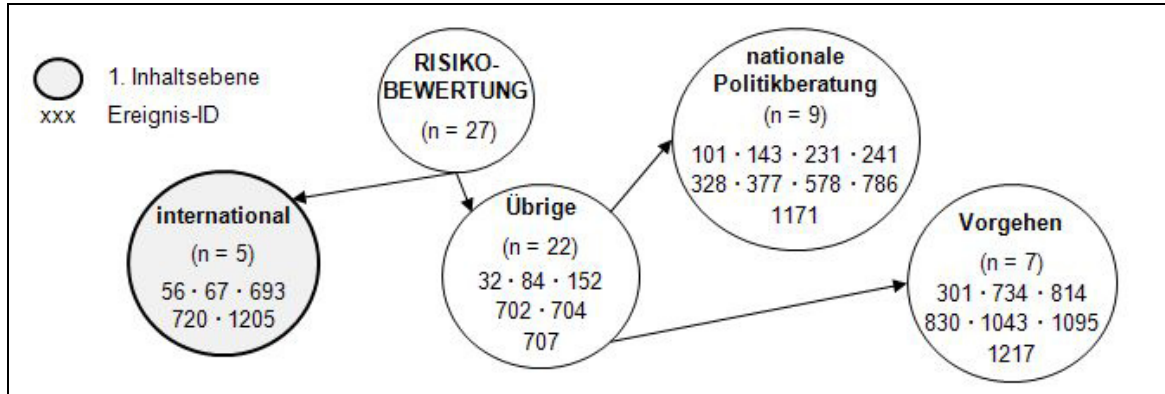 1. Inhaltsebene
xxx Ereignis-ID
RISIKO-
BEWERTUNG
(n = 27)
international
(n = 5)
56 · 67 · 693
720 · 1205
Übrige
(n = 22)
32 · 84 · 152
702 · 704
707
nationale
Politikberatung
(n = 9)
101 · 143 · 231 · 241
328 · 377 · 578 · 786
1171
Vorgehen
(n = 7)
301 · 734 · 814
830 · 1043 · 1095
1217